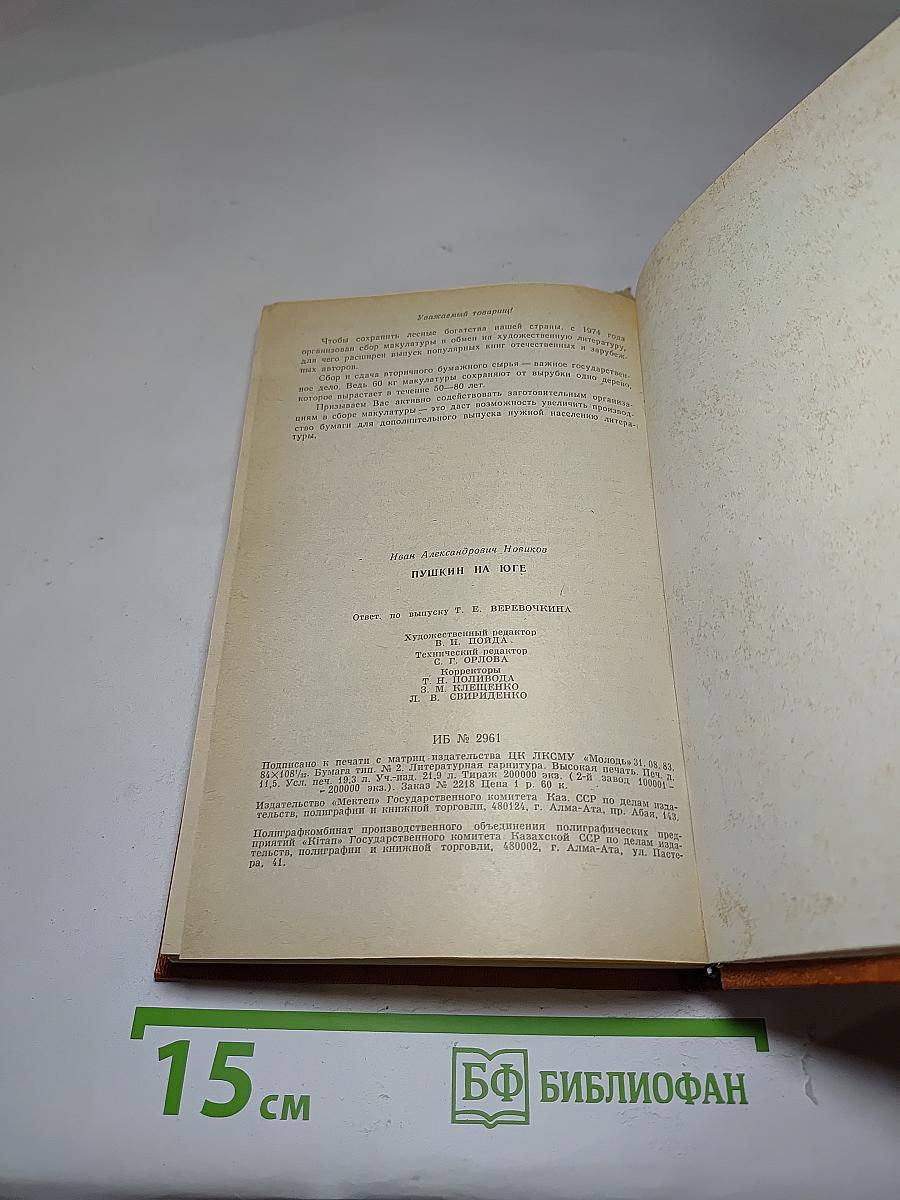 Уважаемый товарищ!
Чтобы сохранить лесные богатства нашей страны, с 1974 года
организован сбор макулатуры в обмен на художественную литературу,
для чего расширен выпуск популярных книг отечественных и зарубеж-
ных авторов.
Сбор и сдача вторичного бумажного сырья — важное государствен-
ное дело. Ведь 60 кг макулатуры сохраняют от вырубки одно дерево,
которое вырастает в течение 50—80 лет.
Призываем Вас активно содействовать заготовительным организа-
циям в сборе макулатуры — это даст возможность увеличить производ-
ство бумаги для дополнительного выпуска нужной населению литера-
туры.
Иван Александрович Новиков
ПУШКИН НА ЮГЕ
Ответ. по выпуску Т. Е. ВЕРЕВОЧКИНА
Художественный редактор
В. Н. ПОЙДА
Технический редактор
С. Г. ОРЛОВА
Корректоры
Т. Н. ПОЛИВОДА
З. М. КЛЕЩЕНКО
Л. В. СВИРИДЕНКО
ИБ № 2961
Подписано к печати с матриц издательства ЦК ЛКСМУ «Молодь» 31.08.83.
84×108¹/₃₂. Бумага тип. № 2. Литературная гарнитура. Высокая печать. Печ. л.
11,5. Усл. печ. 19,3 л. Уч.-изд. 21,9 л. Тираж 200000 экз. (2-й завод 100001-
-200000 экз.). Заказ № 2218 Цена 1 р. 60 к.
Издательство «Мектеп» Государственного комитета Каз. ССР по делам изда-
тельств, полиграфии и книжной торговли, 480124, г. Алма-Ата, пр. Абая, 143.
Полиграфкомбинат производственного объединения полиграфических пред-
приятий «Кітап» Государственного комитета Казахской ССР по делам изда-
тельств, полиграфии и книжной торговли, 480002, г. Алма-Ата, ул. Пасте-
ра, 41.
15 см
БФ БИБЛИОФАН